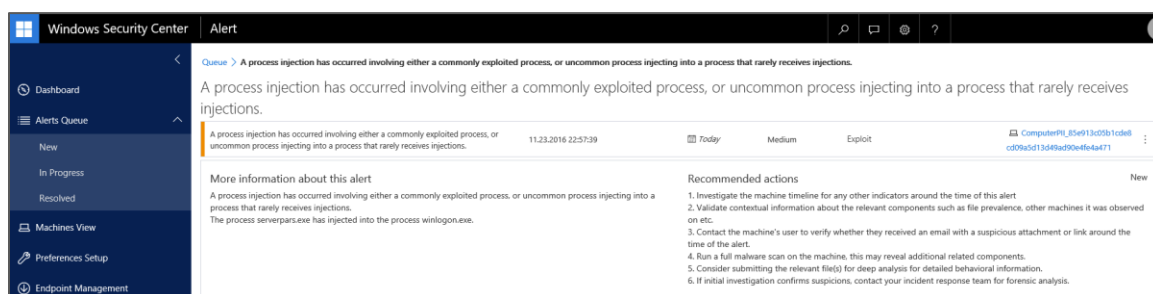 Windows Security Center
Alert
?
Queue > A process injection has occurred involving either a commonly exploited process, or uncommon process injecting into a process that rarely receives injections.
Dashboard
Alerts Queue
New
In Progress
Resolved
Machines View
Preferences Setup
Endpoint Management
A process injection has occurred involving either a commonly exploited process, or uncommon process injecting into a process that rarely receives
injections.
A process injection has occurred involving either a commonly exploited process, or
uncommon process injecting into a process that rarely receives injections.
11.23.2016 22:57:39
Today
Medium
Exploit
ComputerPII_85e913c05b1cde8
cd09a5d13d49ad90e4fe4a471
More information about this alert
A process injection has occurred involving either a commonly exploited process, or uncommon process injecting into a
process that rarely receives injections.
The process serverpars.exe has injected into the process winlogon.exe.
Recommended actions
New
1. Investigate the machine timeline for any other indicators around the time of this alert
2. Validate contextual information about the relevant components such as file prevalence, other machines it was observed
on etc.
3. Contact the machine's user to verify whether they received an email with a suspicious attachment or link around the
time of the alert.
4. Run a full malware scan on the machine, this may reveal additional related components.
5. Consider submitting the relevant file(s) for deep analysis for detailed behavioral information.
6. If initial investigation confirms suspicions, contact your incident response team for forensic analysis.